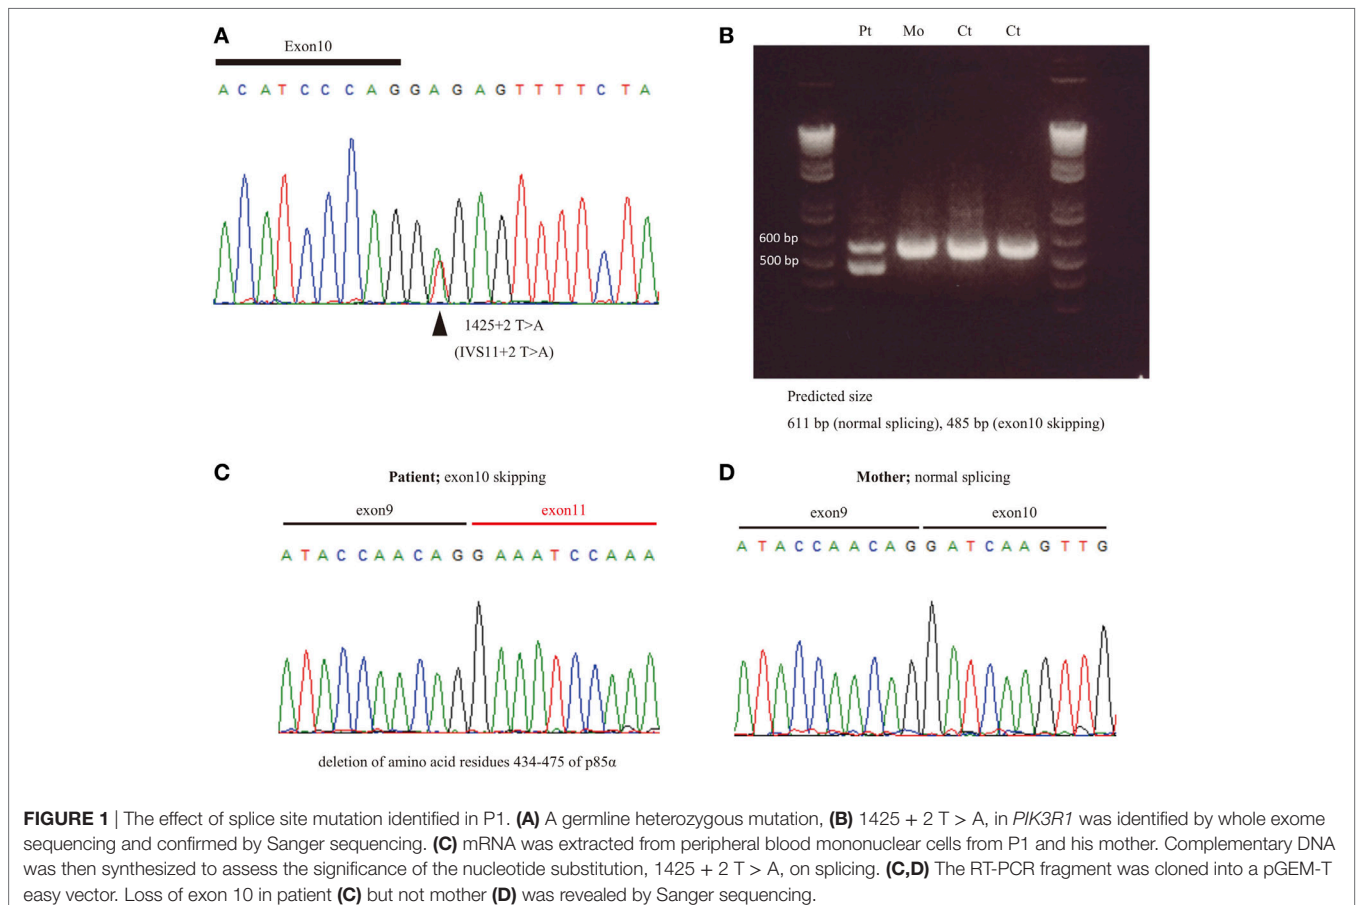 A
Exon10
A C A T C C C A G G A G A G T T T T C T A
1425+2 T>A
(IVS11+2 T>A)
B
Pt Mo Ct Ct
600 bp
500 bp
Predicted size
611 bp (normal splicing), 485 bp (exon10 skipping)
C
Patient; exon10 skipping
exon9 exon11
A T A C C A A C A G G A A A T C C A A A
deletion of amino acid residues 434-475 of p85α
D
Mother; normal splicing
exon9 exon10
A T A C C A A C A G G A T C A A G T T G
FIGURE 1 | The effect of splice site mutation identified in P1. (A) A germline heterozygous mutation, (B) 1425 + 2 T > A, in PIK3R1 was identified by whole exome
sequencing and confirmed by Sanger sequencing. (C) mRNA was extracted from peripheral blood mononuclear cells from P1 and his mother. Complementary DNA
was then synthesized to assess the significance of the nucleotide substitution, 1425 + 2 T > A, on splicing. (C,D) The RT-PCR fragment was cloned into a pGEM-T
easy vector. Loss of exon 10 in patient (C) but not mother (D) was revealed by Sanger sequencing.